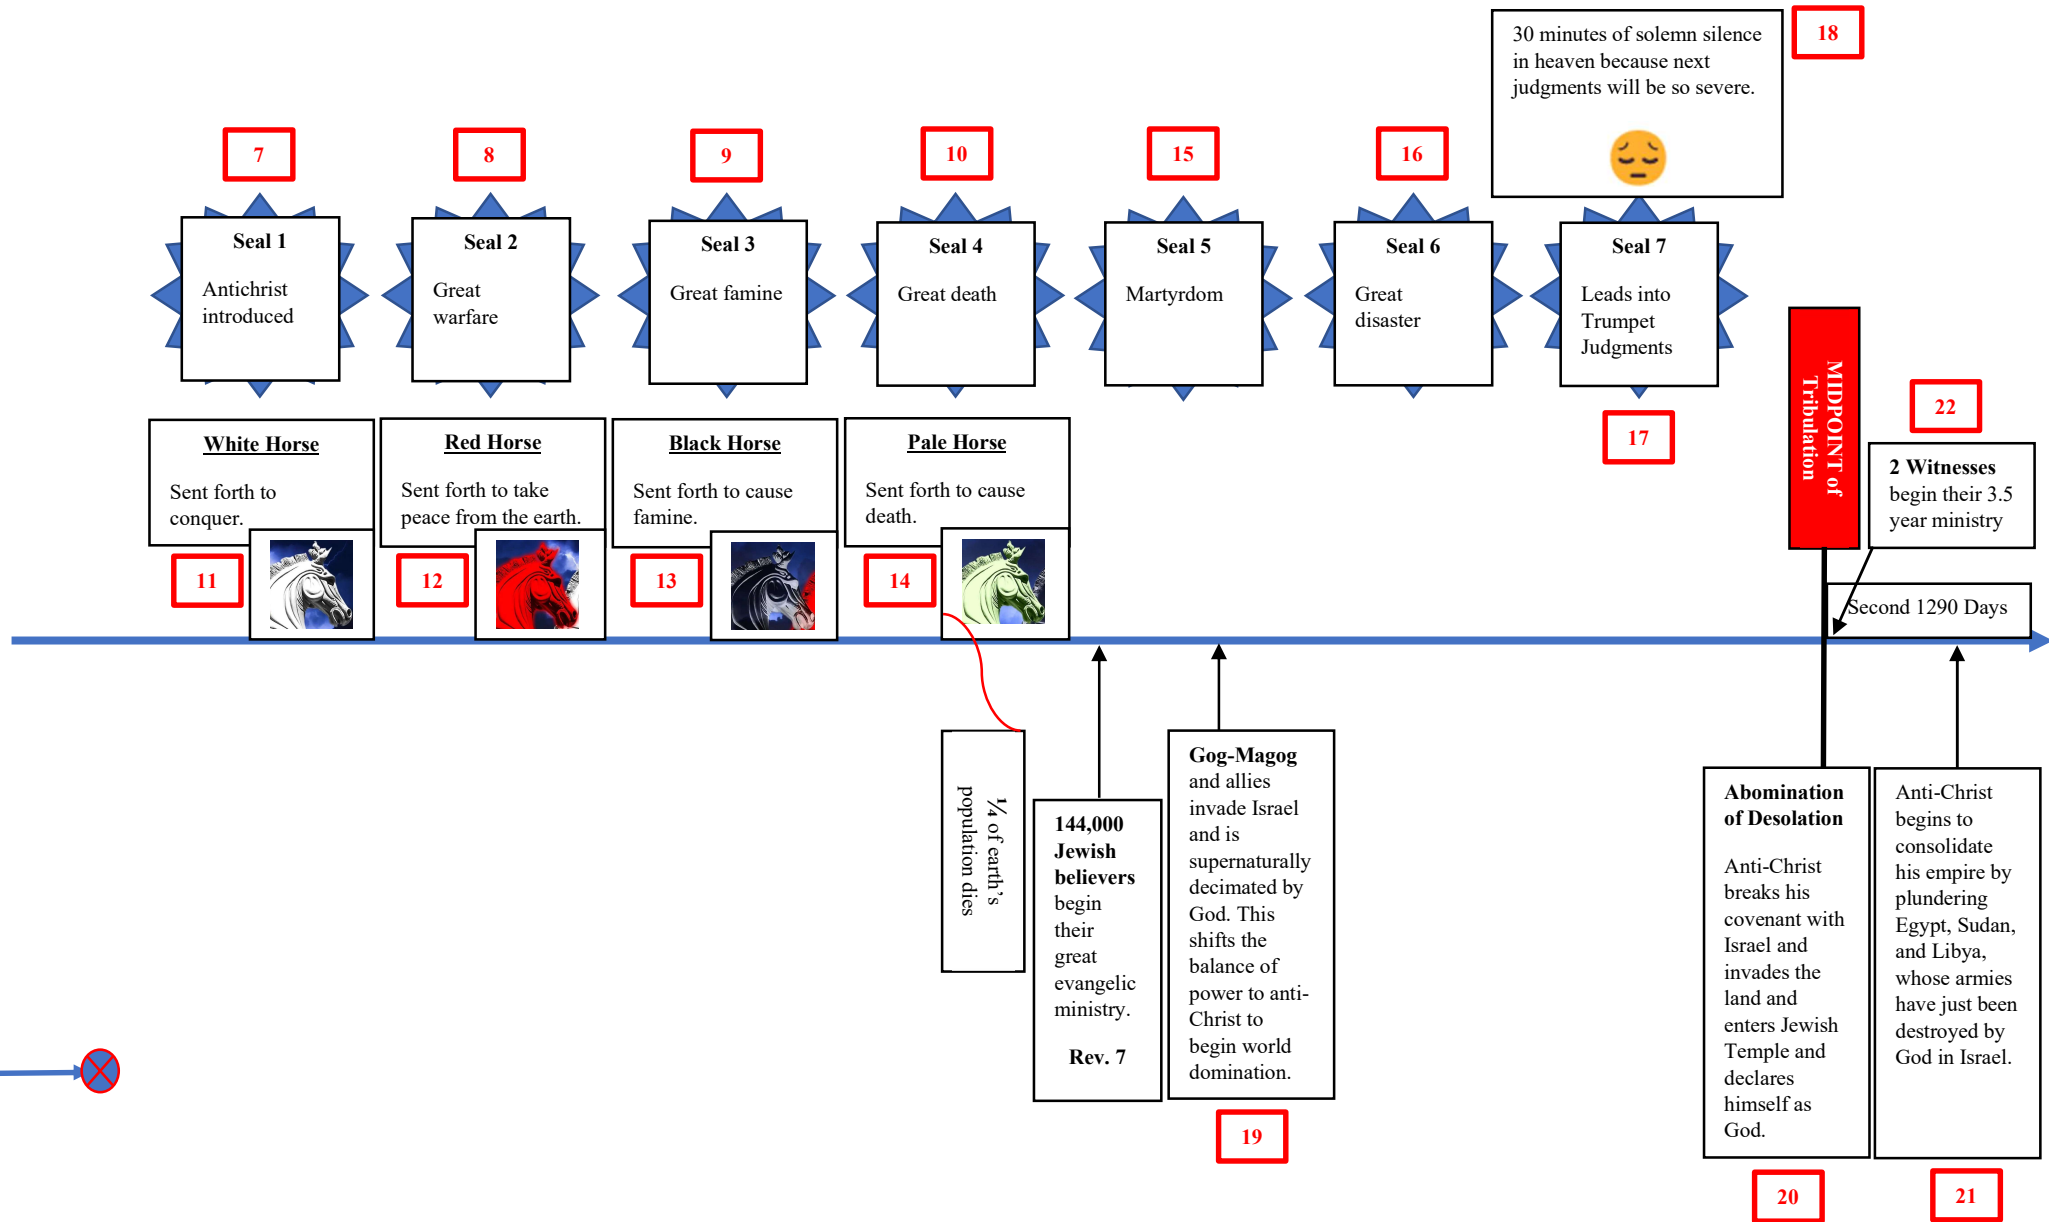 30 minutes of solemn silence
in heaven because next
judgments will be so severe.
18
7
8
9
10
15
16
Seal 1
Antichrist
introduced
Seal 2
Great
warfare
Seal 3
Great famine
Seal 4
Great death
Seal 5
Martyrdom
Seal 6
Great
disaster
Seal 7
Leads into
Trumpet
Judgments
17
MIDPOINT of
Tribulation
22
White Horse
Sent forth to
conquer.
11
Red Horse
Sent forth to take
peace from the earth.
12
Black Horse
Sent forth to cause
famine.
13
Pale Horse
Sent forth to cause
death.
14
2 Witnesses
begin their 3.5
year ministry
Second 1290 Days
¼ of earth's
population dies
144,000
Jewish
believers
begin
their
great
evangelic
ministry.
Rev. 7
Gog-Magog
and allies
invade Israel
and is
supernaturally
decimated by
God. This
shifts the
balance of
power to anti-
Christ to
begin world
domination.
19
Abomination
of Desolation
Anti-Christ
breaks his
covenant with
Israel and
invades the
land and
enters Jewish
Temple and
declares
himself as
God.
20
Anti-Christ
begins to
consolidate
his empire by
plundering
Egypt, Sudan,
and Libya,
whose armies
have just been
destroyed by
God in Israel.
21